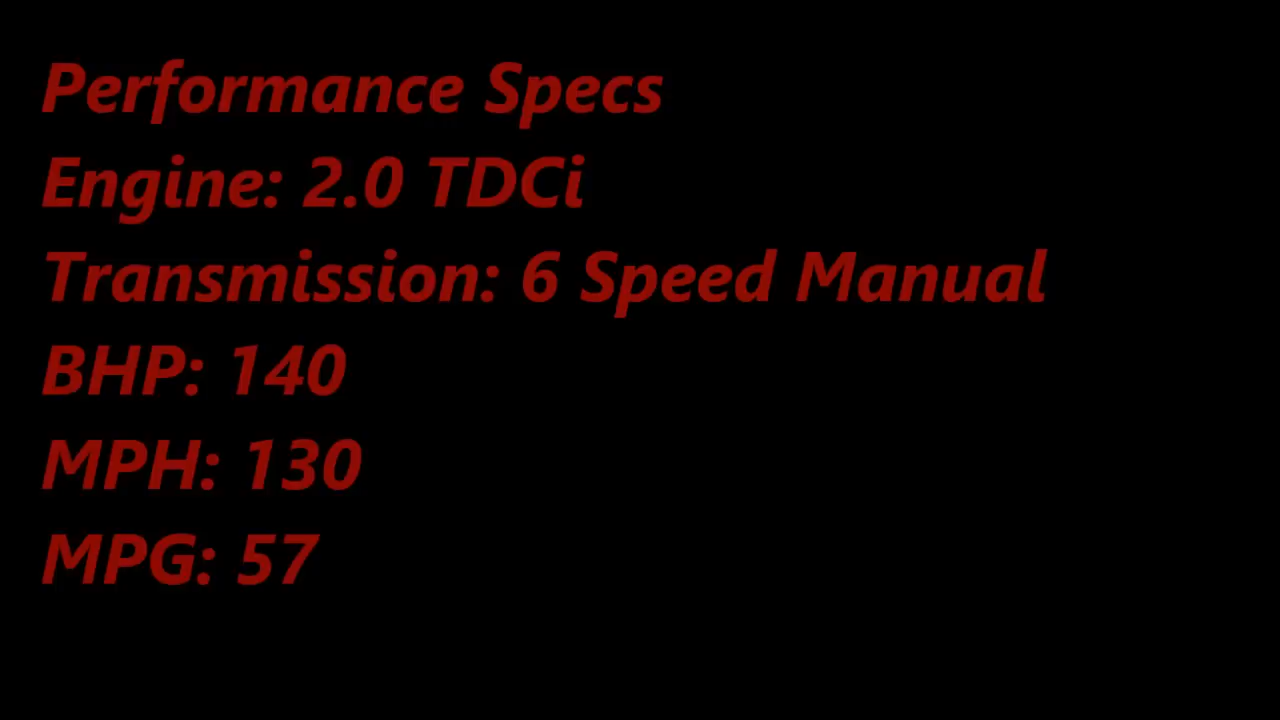 Performance Specs
Engine: 2.0 TDCi
Transmission: 6 Speed Manual
BHP: 140
MPH: 130
MPG: 57